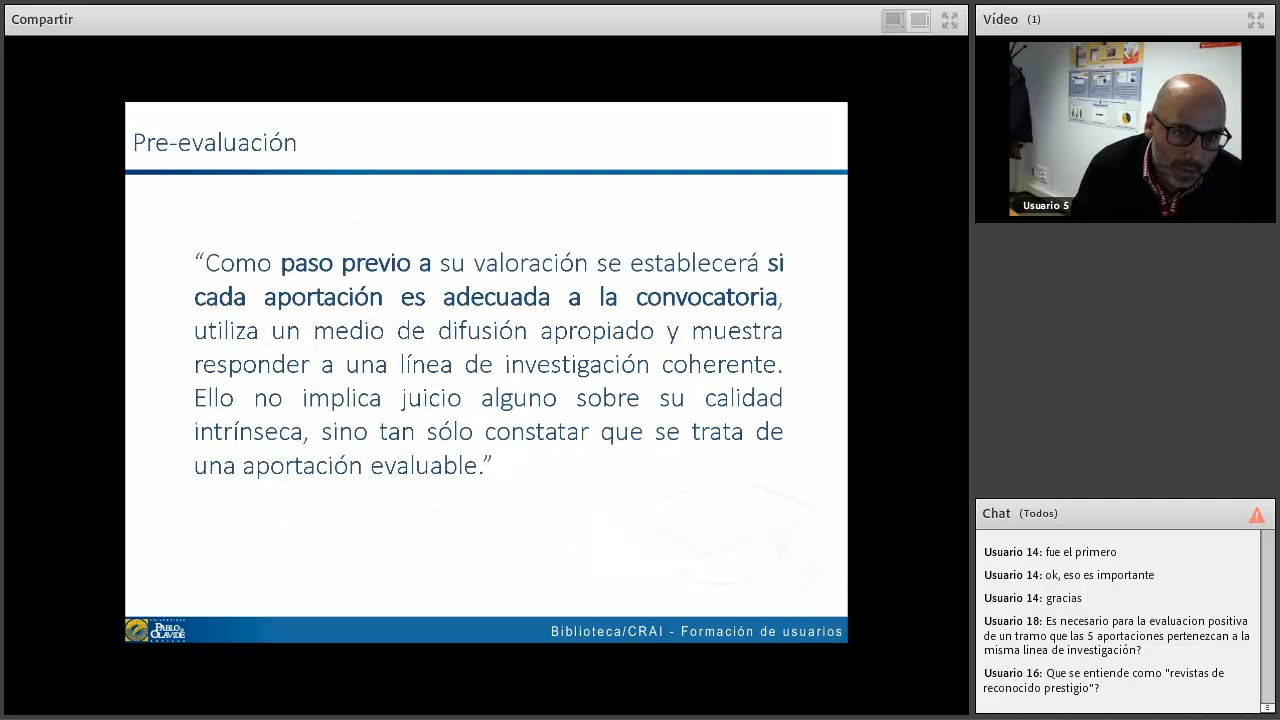 Compartir
Pre-evaluación
“Como paso previo a su valoración se establecerá si
cada aportación es adecuada a la convocatoria,
utiliza un medio de difusión apropiado y muestra
responder a una línea de investigación coherente.
Ello no implica juicio alguno sobre su calidad
intrínseca, sino tan sólo constatar que se trata de
una aportación evaluable.”
PABLO
OLAVIDE
Biblioteca/CRAI - Formación de usuarios
Vídeo (1)
Usuario 5
Chat (Todos)
Usuario 14: fue el primero
Usuario 14: ok, eso es importante
Usuario 14: gracias
Usuario 18: Es necesario para la evaluacion positiva
de un tramo que las 5 aportaciones pertenezcan a la
misma linea de investigación?
Usuario 16: Que se entiende como "revistas de
reconocido prestigio"?